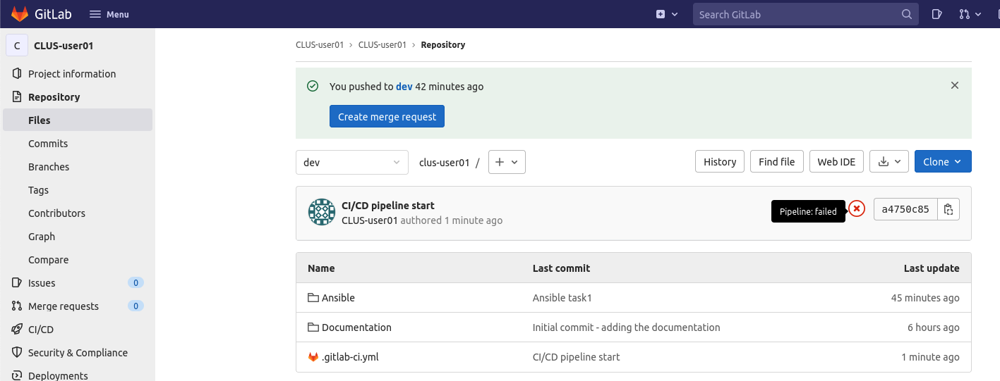 GitLab Menu Search GitLab
C CLUS-user01
Project information
Repository
Files
Commits
Branches
Tags
Contributors
Graph
Compare
Issues 0
Merge requests 0
CI/CD
Security & Compliance
Deployments
CLUS-user01 › CLUS-user01 › Repository
You pushed to dev 42 minutes ago
Create merge request
dev clus-user01 / + History Find file Web IDE Clone
CI/CD pipeline start
CLUS-user01 authored 1 minute ago
Pipeline: failed a4750c85
Name Last commit Last update
Ansible Ansible task1 45 minutes ago
Documentation Initial commit - adding the documentation 6 hours ago
.gitlab-ci.yml CI/CD pipeline start 1 minute ago